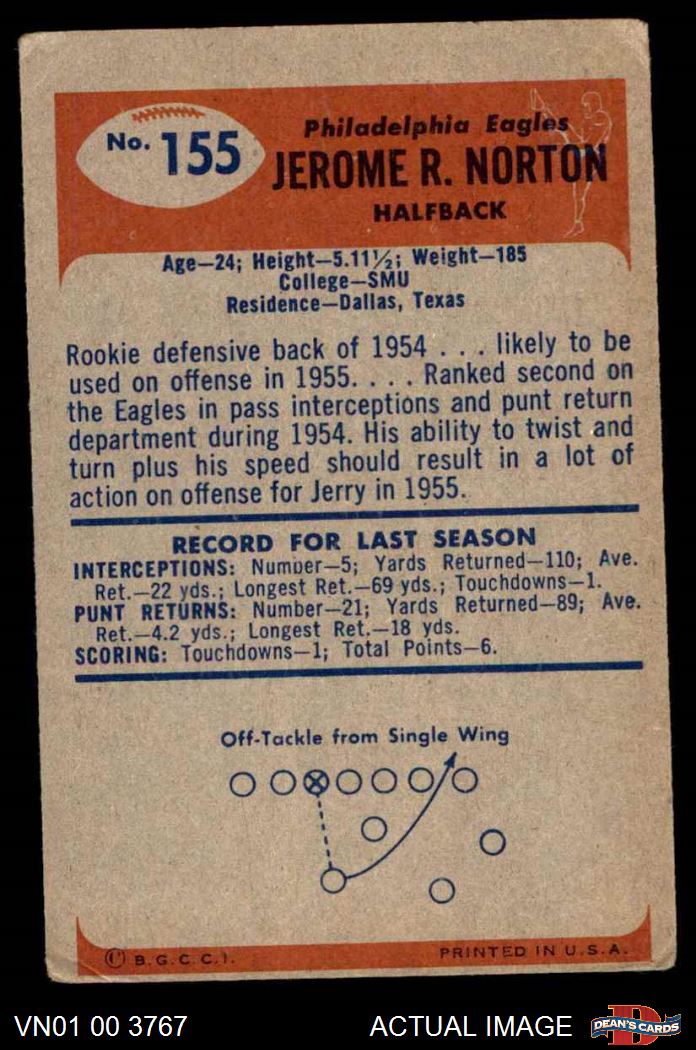 No. 155
Philadelphia Eagles
JEROME R. NORTON
HALFBACK
Age—24; Height—5.11½; Weight—185
College—SMU
Residence—Dallas, Texas
Rookie defensive back of 1954 . . . likely to be
used on offense in 1955. . . . Ranked second on
the Eagles in pass interceptions and punt return
department during 1954. His ability to twist and
turn plus his speed should result in a lot of
action on offense for Jerry in 1955.
RECORD FOR LAST SEASON
INTERCEPTIONS: Number—5; Yards Returned—110; Ave.
Ret.—22 yds.; Longest Ret.—69 yds.; Touchdowns—1.
PUNT RETURNS: Number—21; Yards Returned—89; Ave.
Ret.—4.2 yds.; Longest Ret.—18 yds.
SCORING: Touchdowns—1; Total Points—6.
Off-Tackle from Single Wing
© B.G.C.C.I.
PRINTED IN U.S.A.
VN01 00 3767
ACTUAL IMAGE
D
DEAN'S CARDS